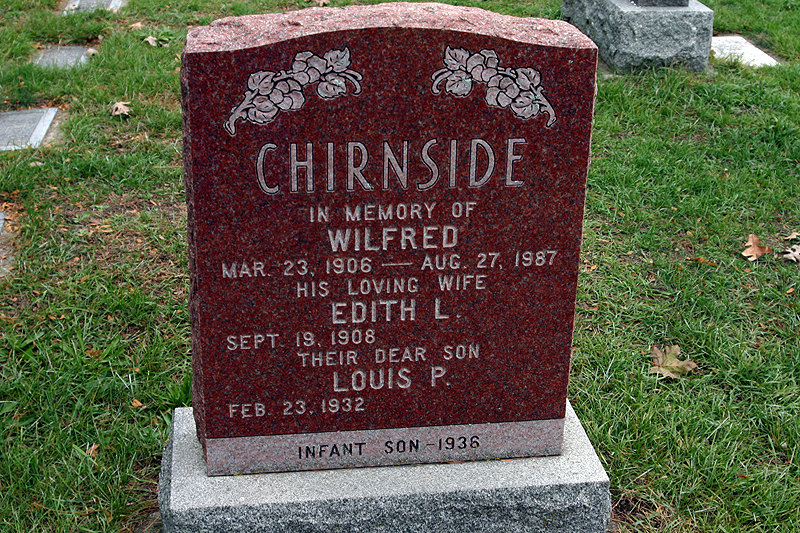 CHIRNSIDE
IN MEMORY OF
WILFRED
MAR. 23, 1906 — AUG. 27, 1987
HIS LOVING WIFE
EDITH L.
SEPT. 19, 1908
THEIR DEAR SON
LOUIS P.
FEB. 23, 1932
INFANT SON - 1936